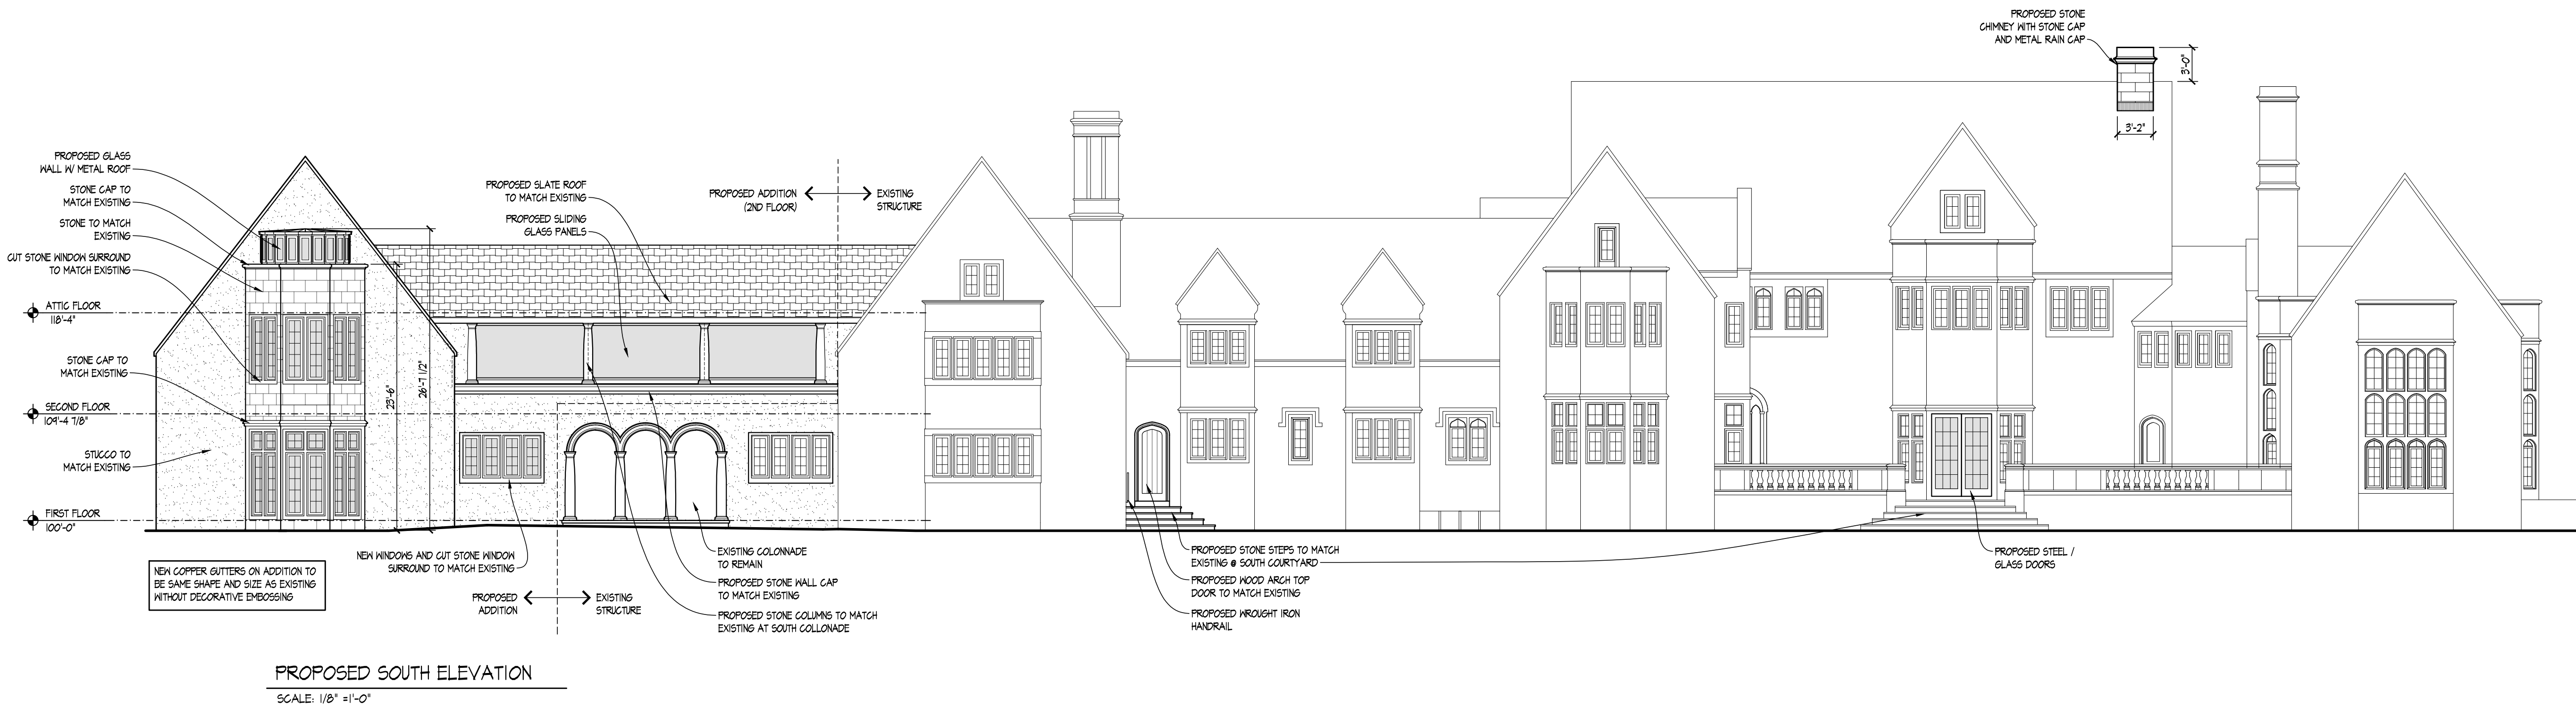 PROPOSED STONE
CHIMNEY WITH STONE CAP
AND METAL RAIN CAP
3'-0"
3'-2"
PROPOSED GLASS
WALL W/ METAL ROOF
STONE CAP TO
MATCH EXISTING
STONE TO MATCH
EXISTING
CUT STONE WINDOW SURROUND
TO MATCH EXISTING
ATTIC FLOOR
118'-4"
STONE CAP TO
MATCH EXISTING
SECOND FLOOR
109'-4 7/8"
STUCCO TO
MATCH EXISTING
FIRST FLOOR
100'-0"
23'-6"
26'-7 1/2"
PROPOSED SLATE ROOF
TO MATCH EXISTING
PROPOSED SLIDING
GLASS PANELS
PROPOSED ADDITION
(2ND FLOOR)
EXISTING
STRUCTURE
NEW COPPER GUTTERS ON ADDITION TO
BE SAME SHAPE AND SIZE AS EXISTING
WITHOUT DECORATIVE EMBOSSING
NEW WINDOWS AND CUT STONE WINDOW
SURROUND TO MATCH EXISTING
PROPOSED
ADDITION
EXISTING
STRUCTURE
EXISTING COLONNADE
TO REMAIN
PROPOSED STONE WALL CAP
TO MATCH EXISTING
PROPOSED STONE COLUMNS TO MATCH
EXISTING AT SOUTH COLLONADE
PROPOSED STONE STEPS TO MATCH
EXISTING @ SOUTH COURTYARD
PROPOSED WOOD ARCH TOP
DOOR TO MATCH EXISTING
PROPOSED WROUGHT IRON
HANDRAIL
PROPOSED STEEL /
GLASS DOORS
PROPOSED SOUTH ELEVATION
SCALE: 1/8" =1'-0"